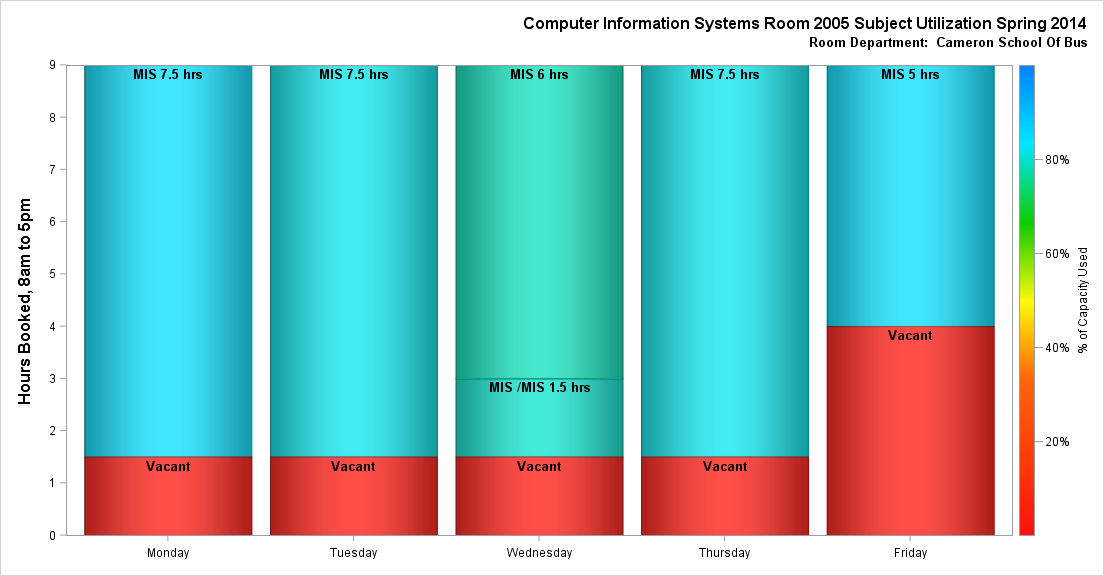 Computer Information Systems Room 2005 Subject Utilization Spring 2014
Room Department:  Cameron School Of Bus
Hours Booked, 8am to 5pm
9
8
7
6
5
4
3
2
1
0
MIS 7.5 hrs
Vacant
MIS 7.5 hrs
Vacant
MIS 6 hrs
MIS /MIS 1.5 hrs
Vacant
MIS 7.5 hrs
Vacant
MIS 5 hrs
Vacant
Monday
Tuesday
Wednesday
Thursday
Friday
80%
60%
40%
20%
% of Capacity Used